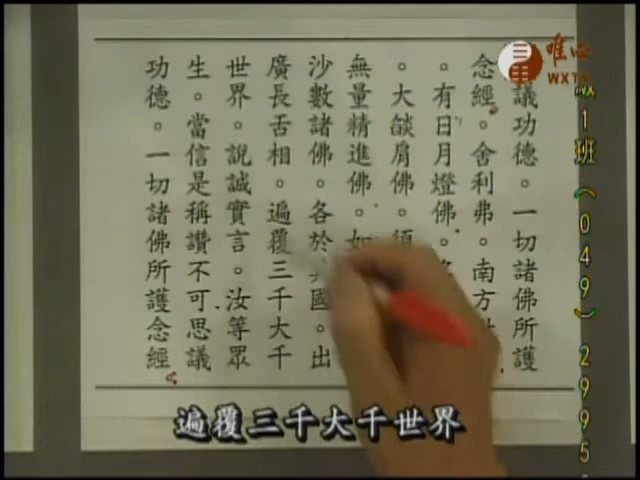 唯心
級1班(049)2995
議功德。一切諸佛所護
念經。舍利弗。南方
。有日月燈佛。
。大燄肩佛。須
無量精進佛。如
沙數諸佛。各於其國。出
廣長舌相。遍覆三千大千
世界。說誠實言。汝等眾
生。當信是稱讚不可思議
功德。一切諸佛所護念經
遍覆三千大千世界